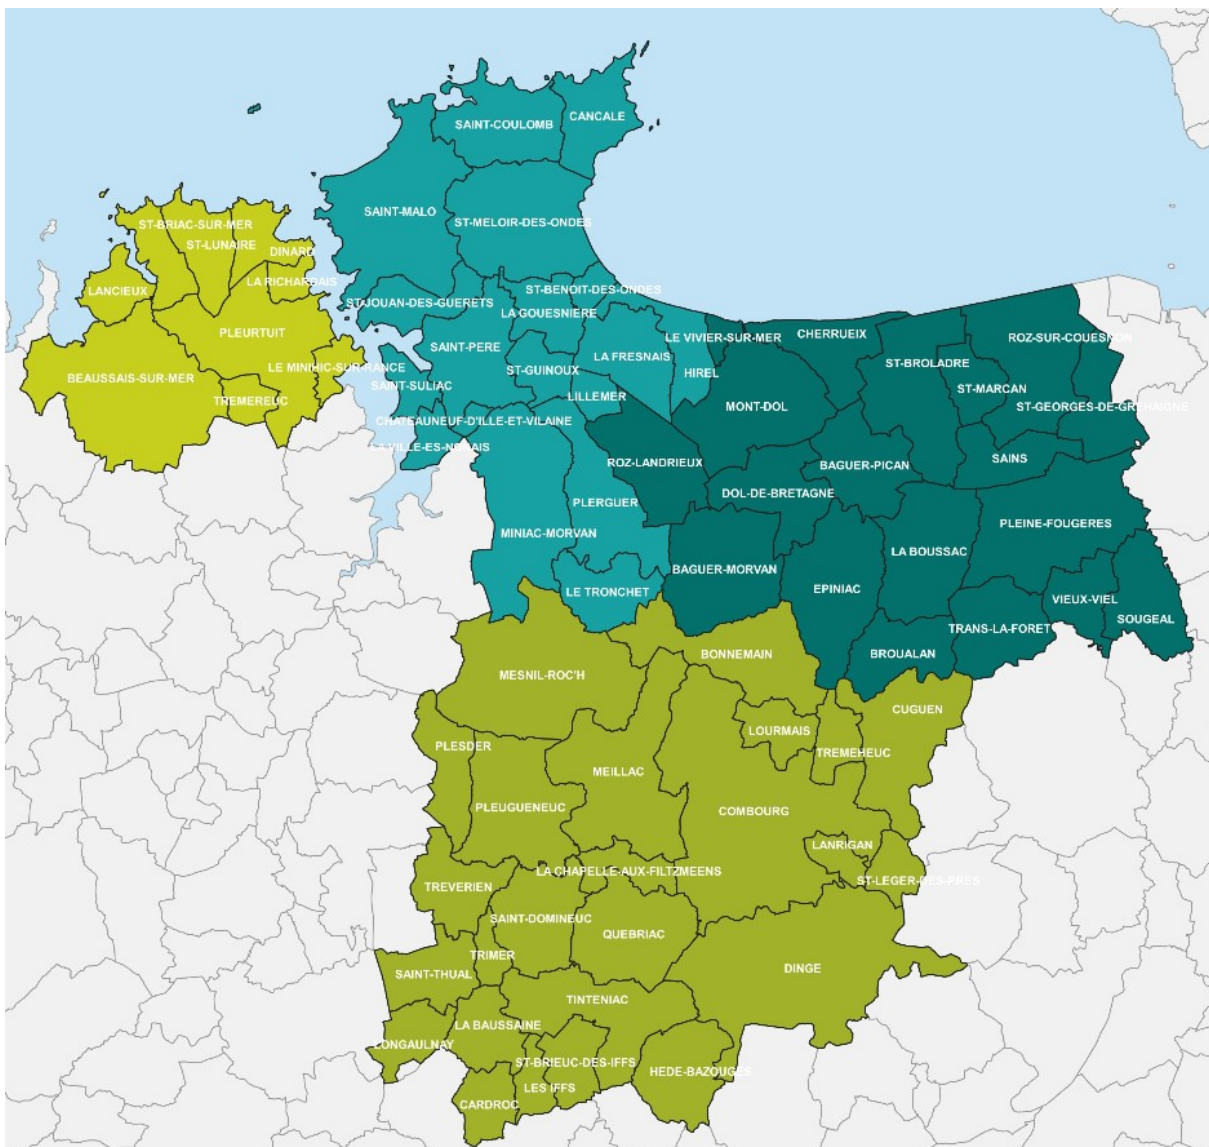 CANCALE
SAINT-COULOMB
SAINT-MALO
ST-MELOIR-DES-ONDES
ST-BRIAC-SUR-MER
ST-LUNAIRE
DINARD
LA RICHARDAIS
LANCIEUX
ST-BENOIT-DES-ONDES
ST-JOUAN-DES-GUERETS
LA GOUESNIERE
PLEURTUIT
LE VIVIER-SUR-MER
CHERRUEIX
ROZ-SUR-COUESNON
SAINT-PERE
LA FRESNAIS
ST-BROLADRE
LE MINIHIC-SUR-RANCE
ST-GUINOUX
HIREL
BEAUSSAIS-SUR-MER
SAINT-SULIAC
ST-MARCAN
LILLEMER
TREMEREUC
MONT-DOL
ST-GEORGES-DE-GREHAIGNE
CHATEAUNEUF-D'ILLE-ET-VILAINE
LA VILLE-ES-NONAIS
SAINS
ROZ-LANDRIEUX
BAGUER-PICAN
DOL-DE-BRETAGNE
PLERGUER
PLEINE-FOUGERES
MINIAC-MORVAN
LA BOUSSAC
BAGUER-MORVAN
LE TRONCHET
EPINIAC
VIEUX-VIEL
SOUGEAL
TRANS-LA-FORET
BONNEMAIN
BROUALAN
MESNIL-ROC'H
CUGUEN
LOURMAIS
PLESDER
TREMEHEUC
MEILLAC
PLEUGUENEUC
COMBOURG
LANRIGAN
LA CHAPELLE-AUX-FILTZMEENS
ST-LEGER-DES-PRES
TREVERIEN
SAINT-DOMINEUC
QUEBRIAC
TRIMER
DINGE
SAINT-THUAL
TINTENIAC
LA BAUSSAINE
LONGAULNAY
ST-BRIEUC-DES-IFFS
HEDE-BAZOUGES
LES IFFS
CARDROC